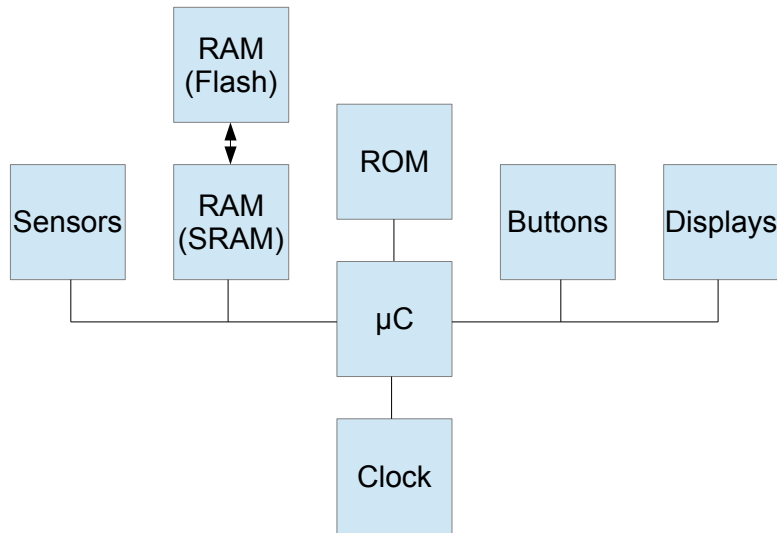 RAM
(Flash)
ROM
Sensors
RAM
(SRAM)
Buttons
Displays
µC
Clock